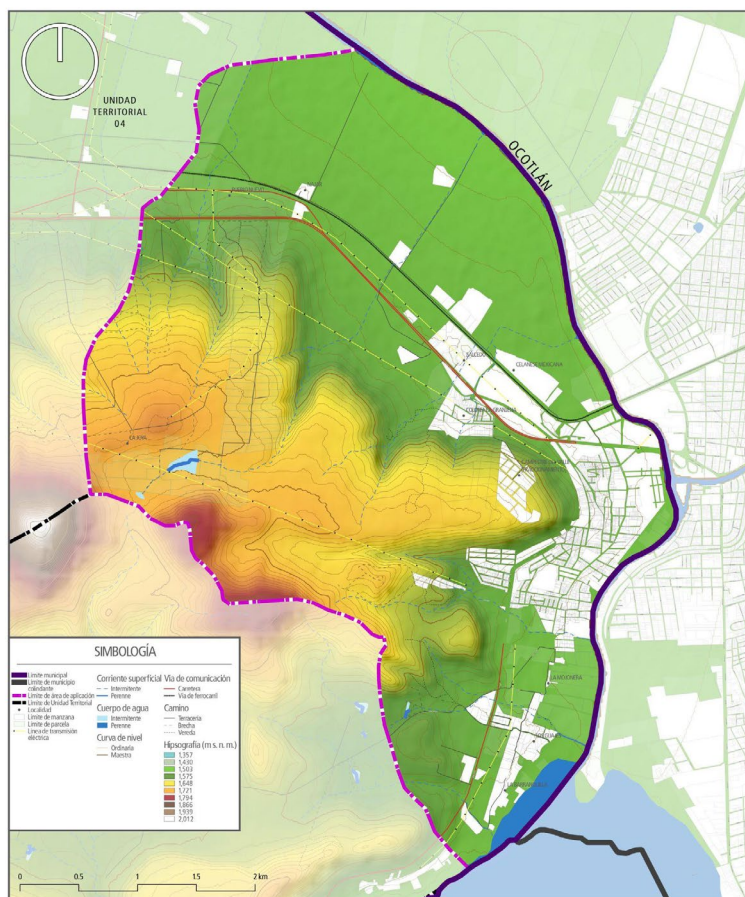 UNIDAD
TERRITORIAL
04
OCOTLÁN
LA JOYA
SIMBOLOGÍA
Límite municipal
Límite de municipio
colindante
Límite de área de aplicación
Límite de Unidad Territorial
Localidad
Límite de manzana
Límite de parcela
Línea de transmisión
eléctrica
Corriente superficial
Intermitente
Perenne
Cuerpo de agua
Intermitente
Perenne
Curva de nivel
Ordinaria
Maestra
Vía de comunicación
Carretera
Vía de ferrocarril
Camino
Terracería
Brecha
Vereda
Hipsografía (m s. n. m.)
1,357
1,430
1,503
1,575
1,648
1,721
1,794
1,866
1,939
2,012
0 0.5 1 1.5 2 km